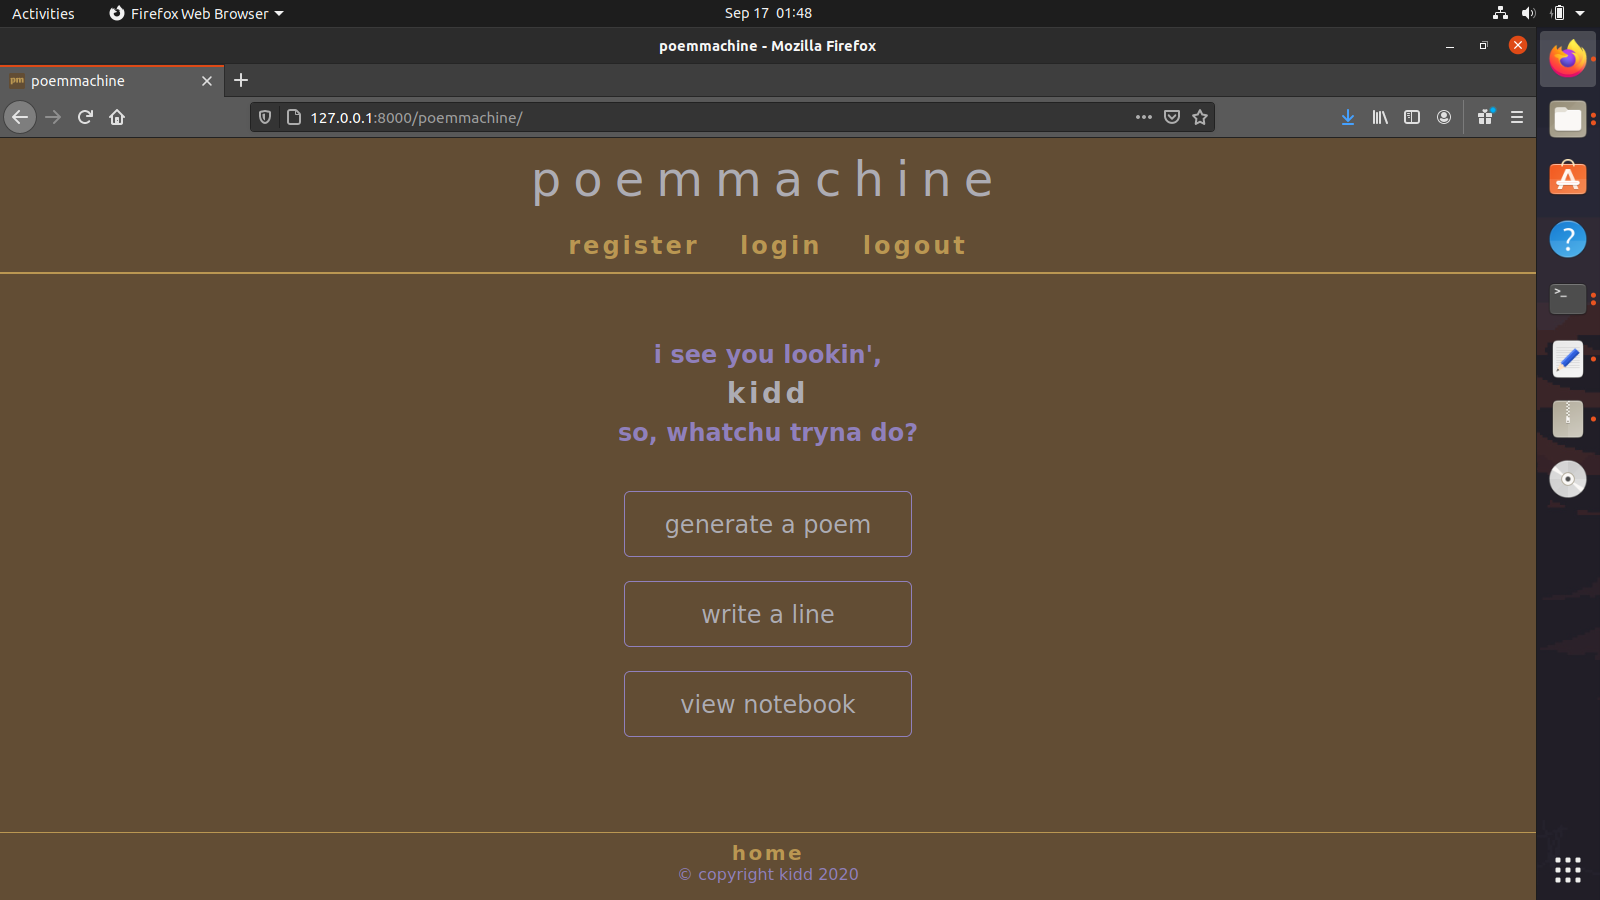 Activities Firefox Web Browser Sep 17 01:48
poemmachine - Mozilla Firefox
pm poemmachine
127.0.0.1:8000/poemmachine/
poemmachine
register login logout
i see you lookin',
kidd
so, whatchu tryna do?
generate a poem
write a line
view notebook
home
© copyright kidd 2020